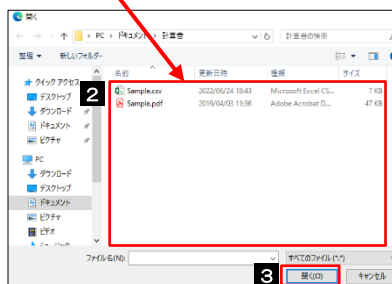 開く
PC › ドキュメント › 計算書
計算書の検索
整理 ▼ 新しいフォルダー
名前 更新日時 種類 サイズ
クイック アクセス
デスクトップ
ダウンロード
ドキュメント
ピクチャ
PC
ダウンロード
デスクトップ
ドキュメント
ピクチャ
ビデオ
2
Sample.csv 2022/06/24 18:43 Microsoft Excel CS... 7 KB
Sample.pdf 2019/04/03 11:36 Adobe Acrobat D... 47 KB
ファイル名(N): すべてのファイル (*.*)
3
開く(O) キャンセル